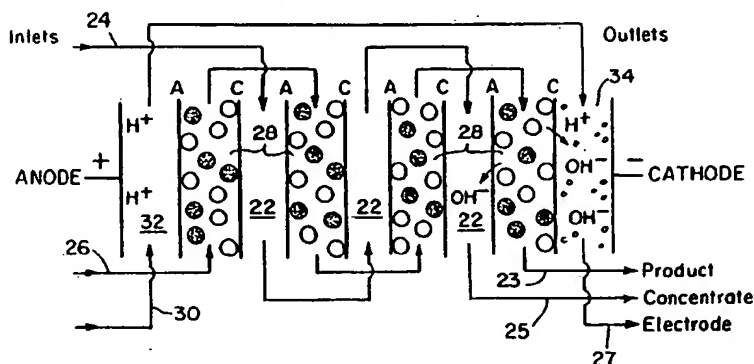 Inlets
24
Outlets
34
A C A C A C
H+
28
28
H+
ANODE +
OH-
OH-
− CATHODE
H+
32
22
22
22
OH-
26
23
Product
30
25
Concentrate
Electrode
27